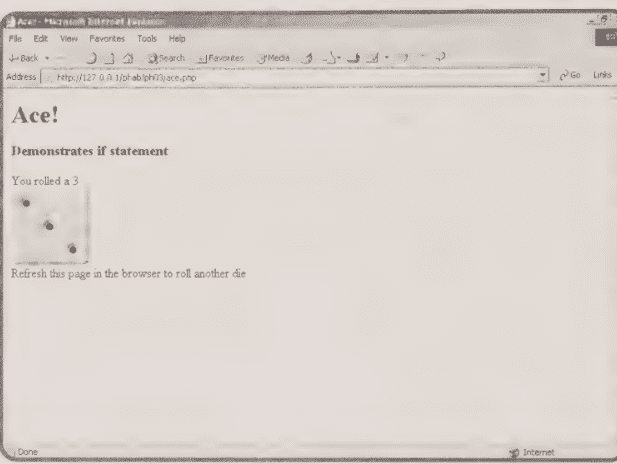 Ace! - Microsoft Internet Explorer
File Edit View Favorites Tools Help
Back Search Favorites Media
Address http://127.0.0.1/phab/ph03/ace.php Go Links
Ace!
Demonstrates if statement
You rolled a 3
Refresh this page in the browser to roll another die
Done Internet